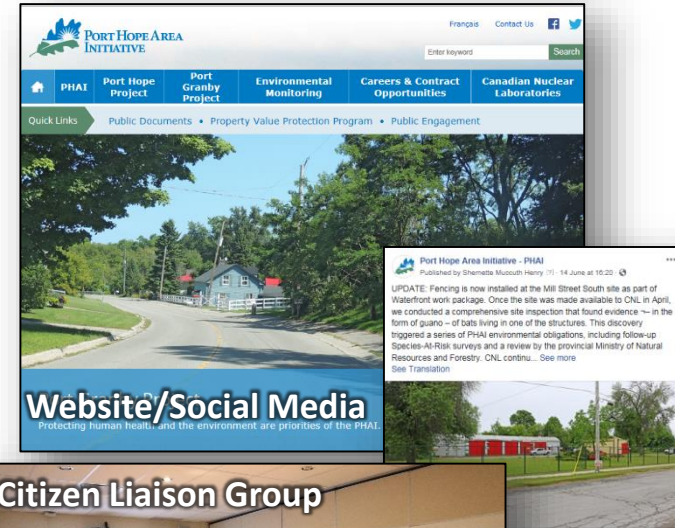 PORT HOPE AREA
INITIATIVE
Français Contact Us
Enter keyword Search
PHAI Port Hope Project Port Granby Project Environmental Monitoring Careers & Contract Opportunities Canadian Nuclear Laboratories
Quick Links Public Documents • Property Value Protection Program • Public Engagement
Website/Social Media
Protecting human health and the environment are priorities of the PHAI.
Port Hope Area Initiative - PHAI
Published by Shemette Muccuth Henry [?] · 14 June at 16:20 ·
UPDATE: Fencing is now installed at the Mill Street South site as part of
Waterfront work package. Once the site was made available to CNL in April,
we conducted a comprehensive site inspection that found evidence ~– in the
form of guano – of bats living in one of the structures. This discovery
triggered a series of PHAI environmental obligations, including follow-up
Species-At-Risk surveys and a review by the provincial Ministry of Natural
Resources and Forestry. CNL continu... See more
See Translation
Citizen Liaison Group